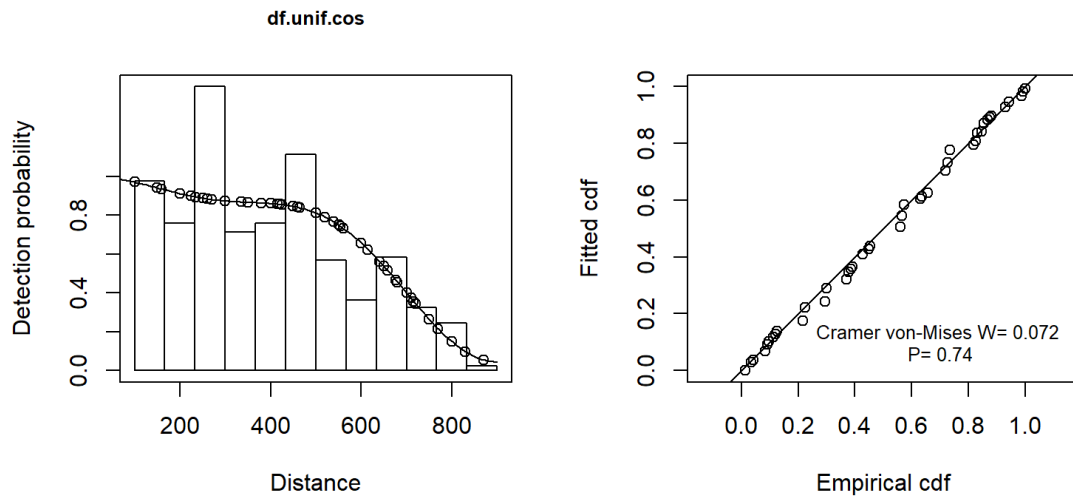 df.unif.cos
Detection probability
0.0
0.4
0.8
200
400
600
800
Distance
Fitted cdf
0.0
0.2
0.4
0.6
0.8
1.0
Cramer von-Mises W= 0.072
P= 0.74
0.0
0.2
0.4
0.6
0.8
1.0
Empirical cdf